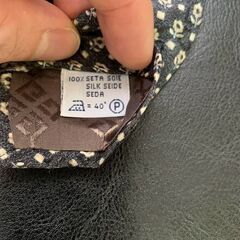 100% SETA SOIE
SILK SEIDE
SEDA
= 40° P